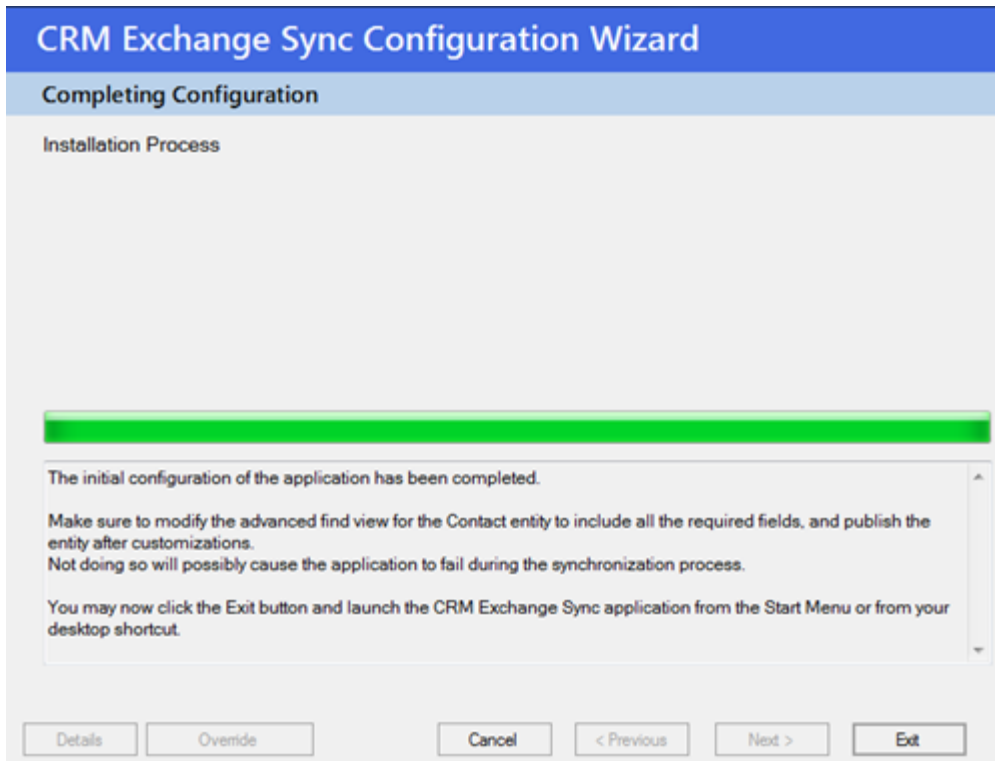 CRM Exchange Sync Configuration Wizard
Completing Configuration
Installation Process
The initial configuration of the application has been completed.
Make sure to modify the advanced find view for the Contact entity to include all the required fields, and publish the
entity after customizations.
Not doing so will possibly cause the application to fail during the synchronization process.
You may now click the Exit button and launch the CRM Exchange Sync application from the Start Menu or from your
desktop shortcut.
Details
Override
Cancel
< Previous
Next >
Exit